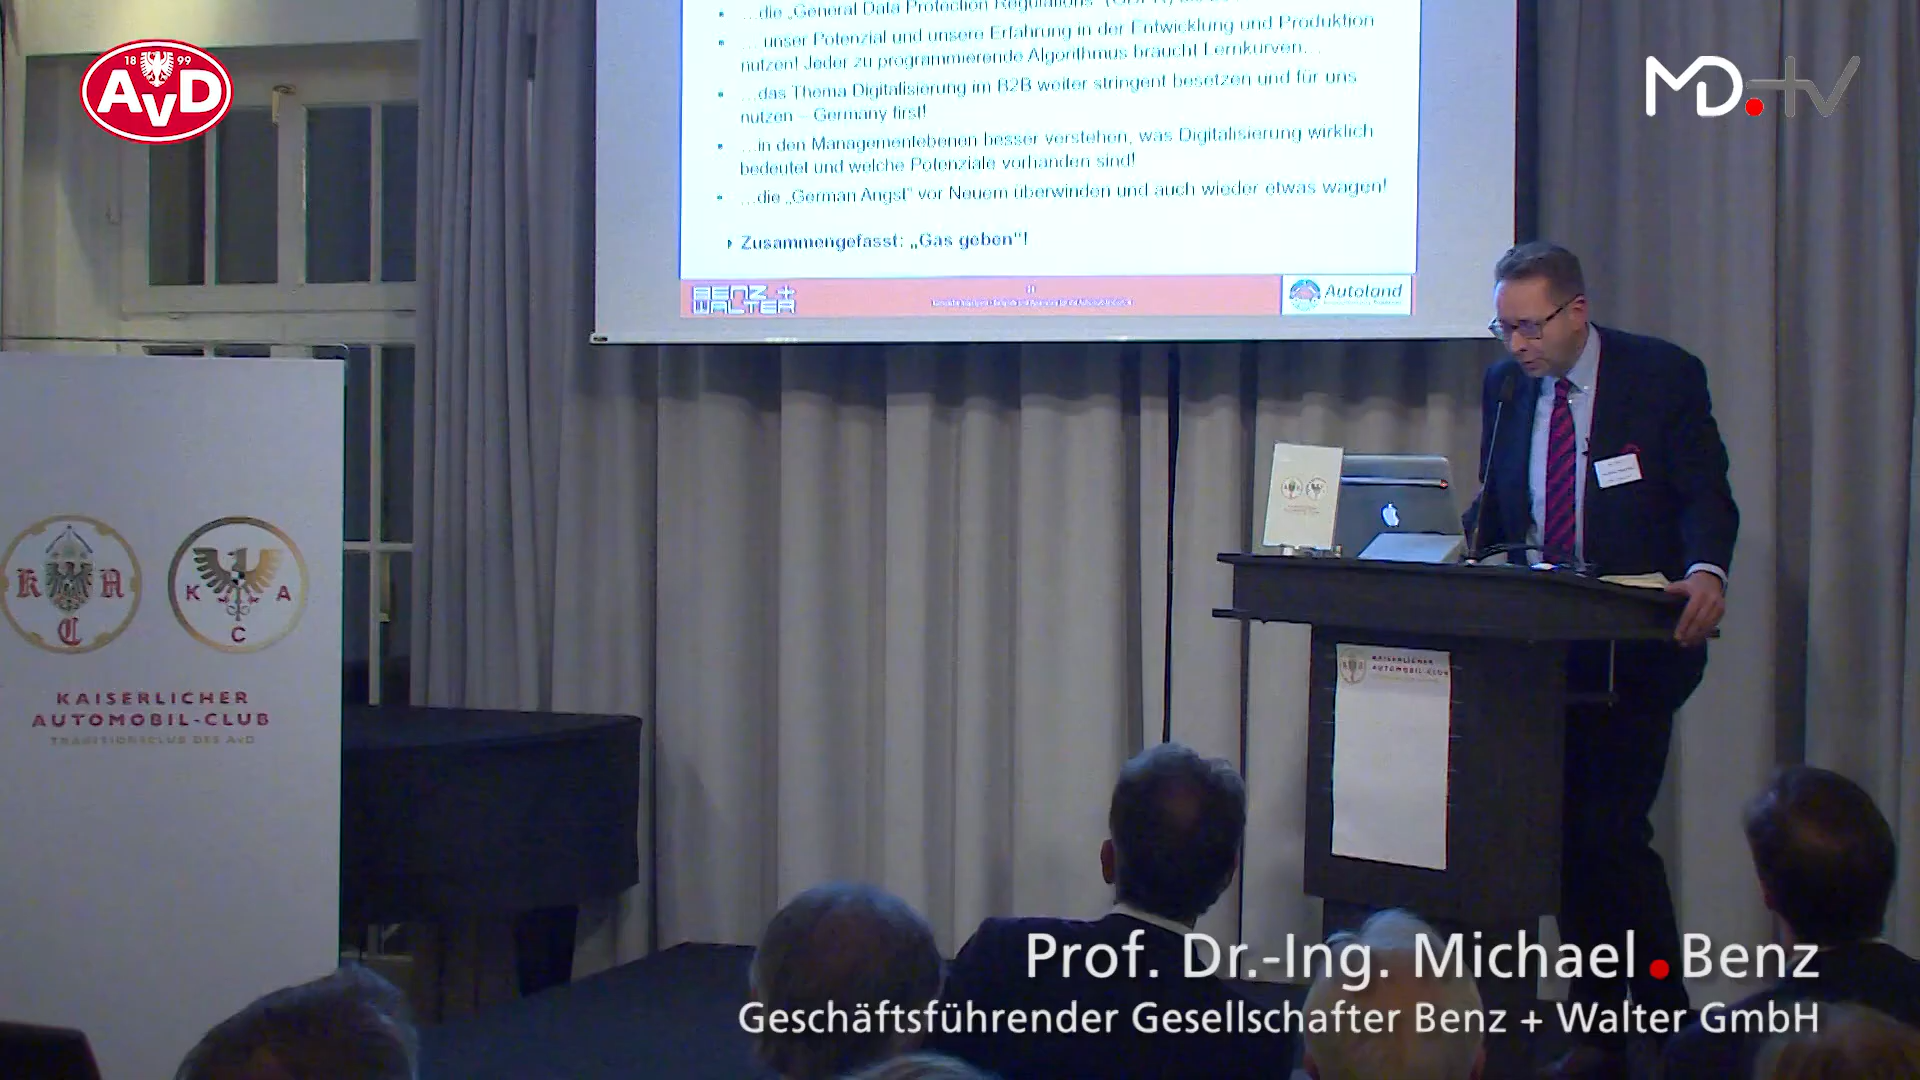 …die „General Data Protection Regulations“
… unser Potenzial und unsere Erfahrung in der Entwicklung und Produktion
nutzen! Jeder zu programmierende Algorithmus braucht Lernkurven…
…das Thema Digitalisierung im B2B weiter stringent besetzen und für uns
nutzen – Germany first!
…in den Managementebenen besser verstehen, was Digitalisierung wirklich
bedeutet und welche Potenziale vorhanden sind!
…die „German Angst“ vor Neuem überwinden und auch wieder etwas wagen!
Zusammengefasst: „Gas geben“!
BENZ +
WALTER
Autoland
18 99
AvD
MD.tv
K A C
K A C
KAISERLICHER
AUTOMOBIL-CLUB
TRADITIONSCLUB DES AvD
KAISERLICHER
AUTOMOBIL-CLUB
Prof. Dr.-Ing. Michael Benz
Geschäftsführender Gesellschafter Benz + Walter GmbH